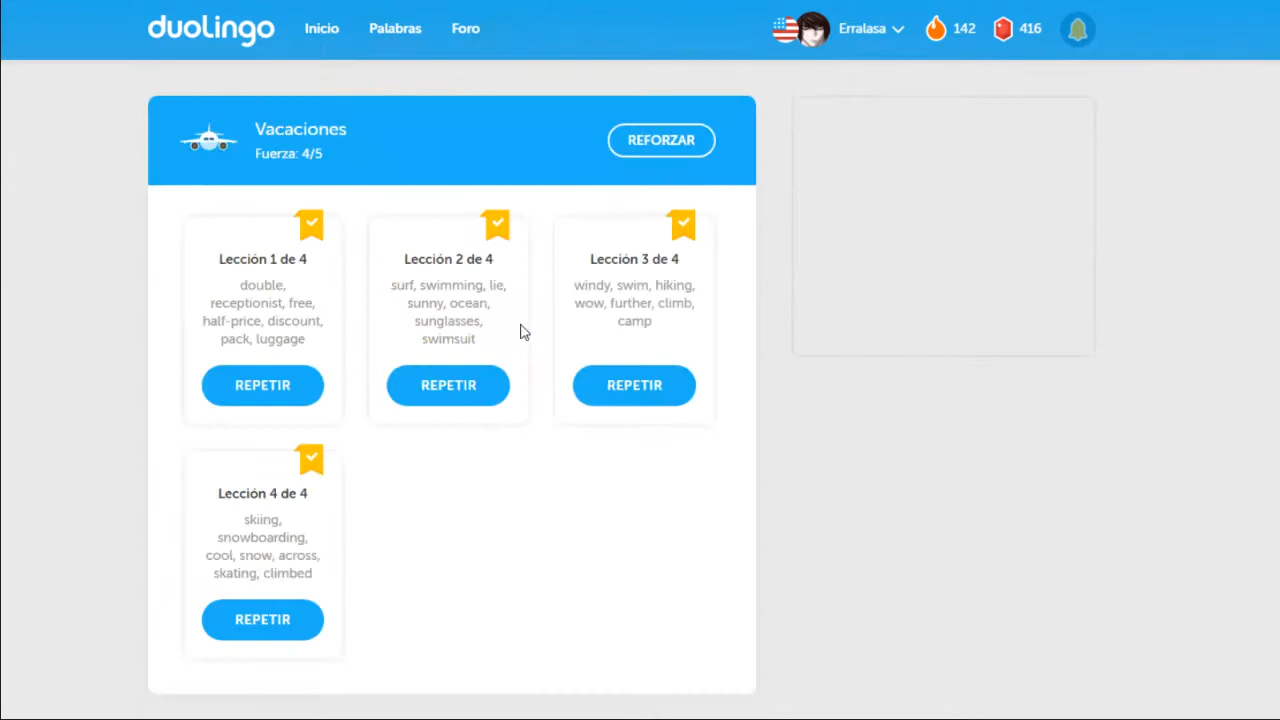 duolingo Inicio Palabras Foro Erralasa 142 416
Vacaciones
Fuerza: 4/5
REFORZAR
Lección 1 de 4
double,
receptionist, free,
half-price, discount,
pack, luggage
REPETIR
Lección 2 de 4
surf, swimming, lie,
sunny, ocean,
sunglasses,
swimsuit
REPETIR
Lección 3 de 4
windy, swim, hiking,
wow, further, climb,
camp
REPETIR
Lección 4 de 4
skiing,
snowboarding,
cool, snow, across,
skating, climbed
REPETIR